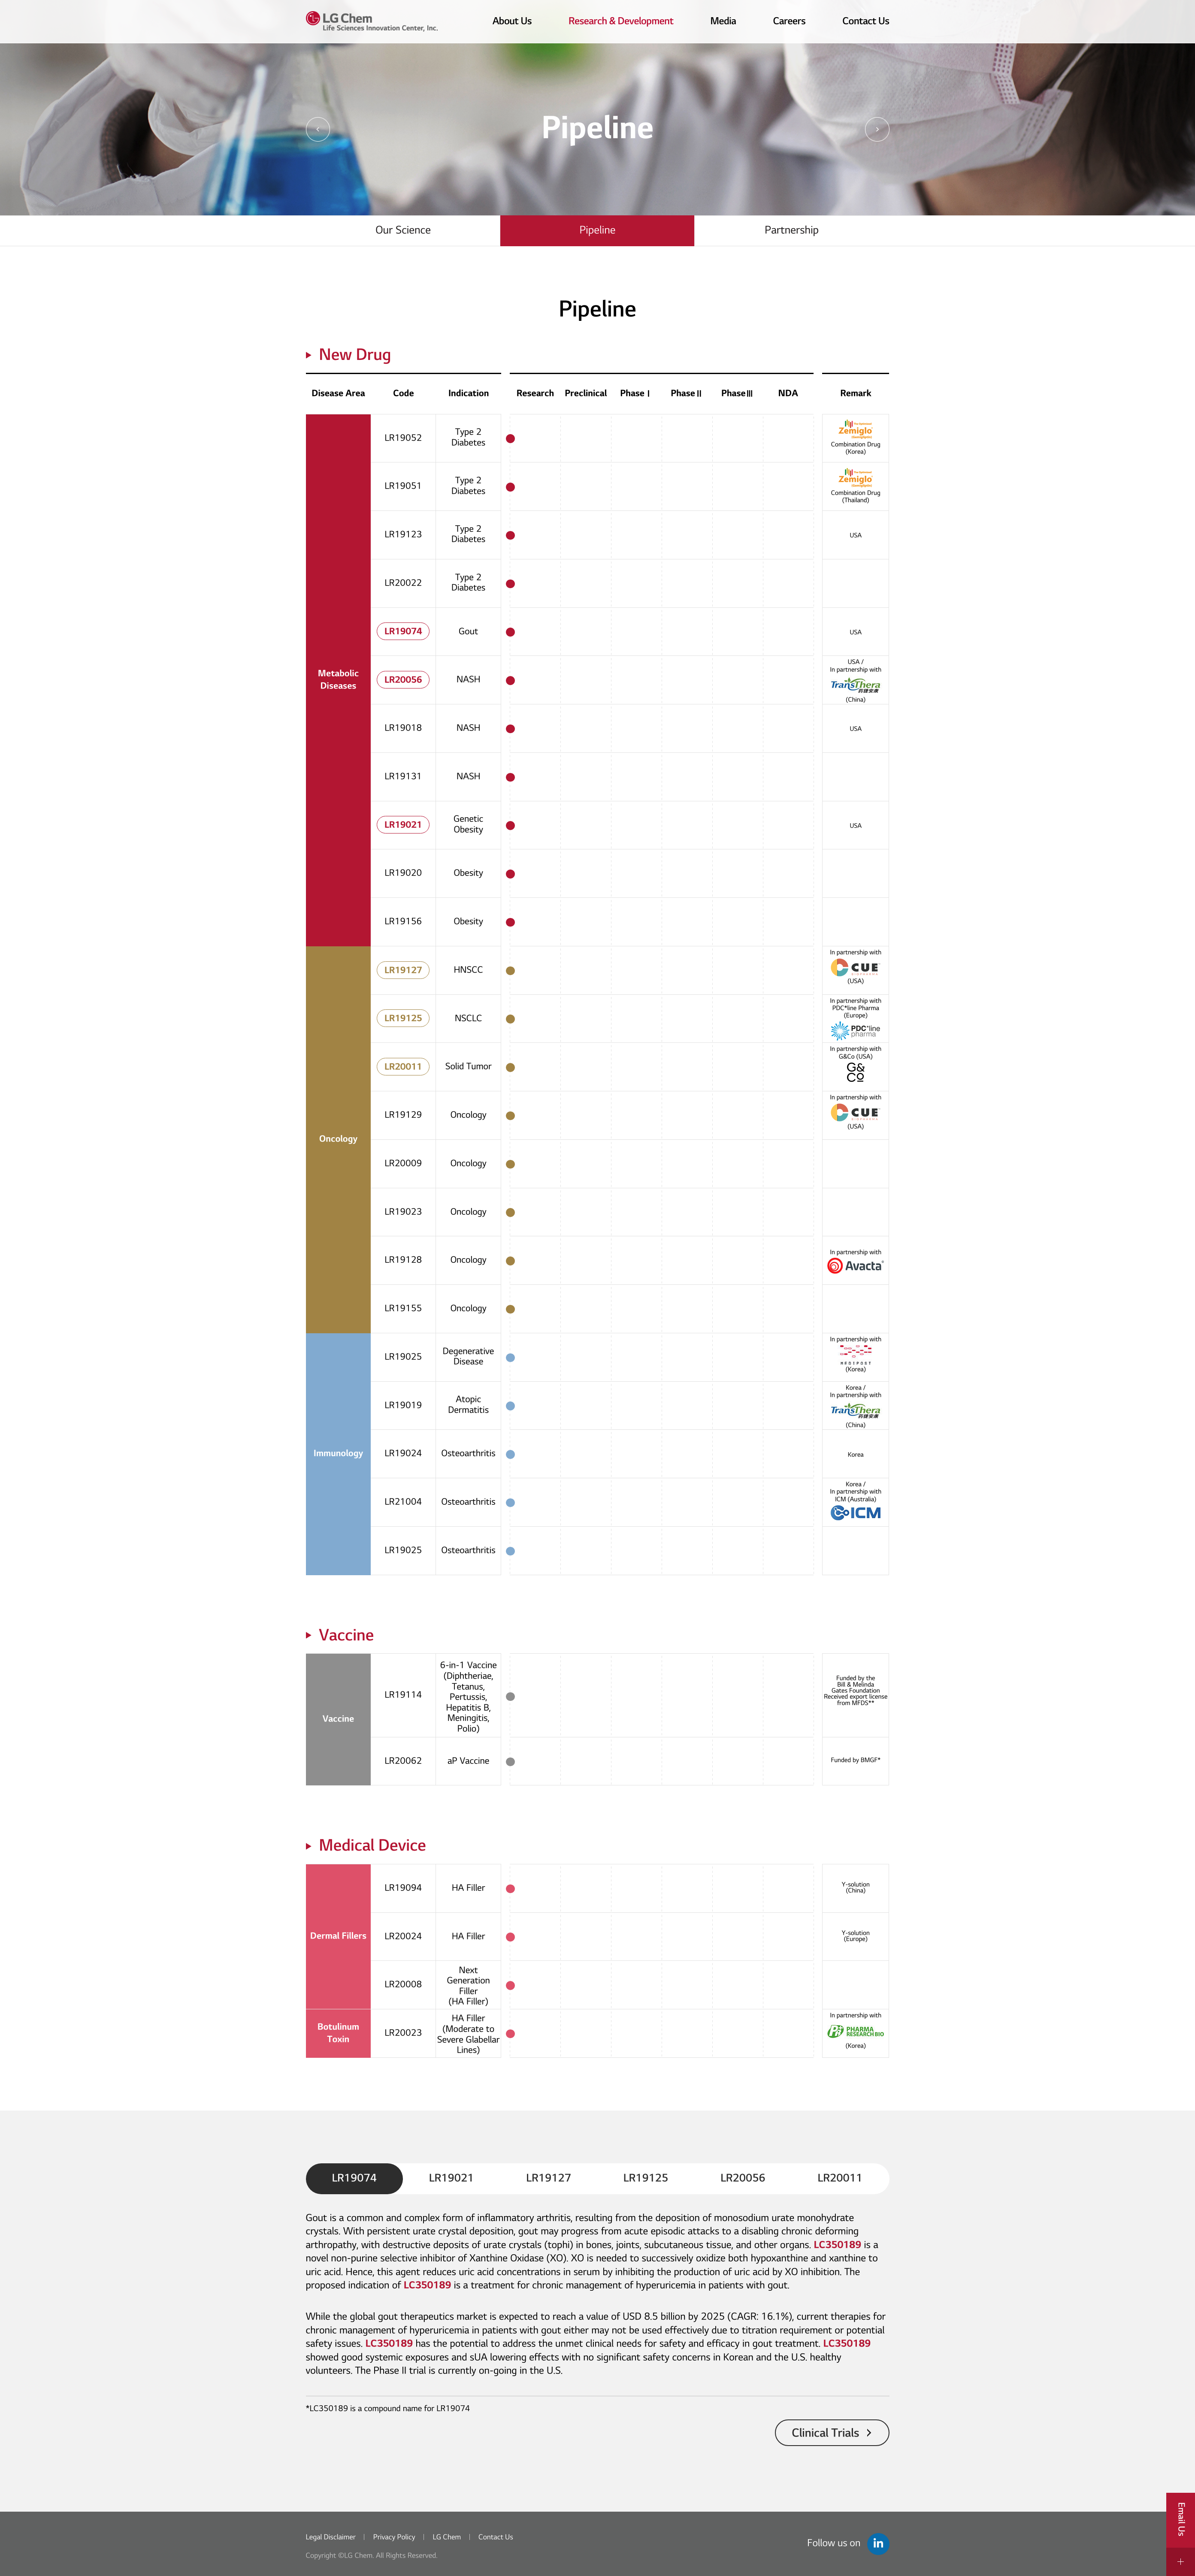 LG Chem
Life Sciences Innovation Center, Inc.
About Us
Research & Development
Media
Careers
Contact Us
Pipeline
Our Science
Pipeline
Partnership
Pipeline
New Drug
Disease Area
Code
Indication
Research
Preclinical
Phase Ⅰ
Phase Ⅱ
Phase Ⅲ
NDA
Remark
Metabolic
Diseases
LR19052
Type 2
Diabetes
Zemiglo
Combination Drug
(Korea)
LR19051
Type 2
Diabetes
Zemiglo
Combination Drug
(Thailand)
LR19123
Type 2
Diabetes
USA
LR20022
Type 2
Diabetes
LR19074
Gout
USA
LR20056
NASH
USA /
In partnership with
TransThera
药捷安康
(China)
LR19018
NASH
USA
LR19131
NASH
LR19021
Genetic
Obesity
USA
LR19020
Obesity
LR19156
Obesity
Oncology
LR19127
HNSCC
In partnership with
CUE
(USA)
LR19125
NSCLC
In partnership with
PDC*line Pharma
(Europe)
PDC*line
pharma
LR20011
Solid Tumor
In partnership with
G&Co (USA)
G&
CO
LR19129
Oncology
In partnership with
CUE
(USA)
LR20009
Oncology
LR19023
Oncology
LR19128
Oncology
In partnership with
Avacta
LR19155
Oncology
Immunology
LR19025
Degenerative
Disease
In partnership with
MEDIPOST
(Korea)
LR19019
Atopic
Dermatitis
Korea /
In partnership with
TransThera
药捷安康
(China)
LR19024
Osteoarthritis
Korea
LR21004
Osteoarthritis
Korea /
In partnership with
ICM (Australia)
ICM
LR19025
Osteoarthritis
Vaccine
Vaccine
LR19114
6-in-1 Vaccine
(Diphtheriae,
Tetanus,
Pertussis,
Hepatitis B,
Meningitis,
Polio)
Funded by the
Bill & Melinda
Gates Foundation
Received export license
from MFDS**
LR20062
aP Vaccine
Funded by BMGF*
Medical Device
Dermal Fillers
LR19094
HA Filler
Y-solution
(China)
LR20024
HA Filler
Y-solution
(Europe)
LR20008
Next
Generation
Filler
(HA Filler)
Botulinum
Toxin
LR20023
HA Filler
(Moderate to
Severe Glabellar
Lines)
In partnership with
PHARMA
RESEARCH BIO
(Korea)
LR19074
LR19021
LR19127
LR19125
LR20056
LR20011
Gout is a common and complex form of inflammatory arthritis, resulting from the deposition of monosodium urate monohydrate
crystals. With persistent urate crystal deposition, gout may progress from acute episodic attacks to a disabling chronic deforming
arthropathy, with destructive deposits of urate crystals (tophi) in bones, joints, subcutaneous tissue, and other organs. LC350189 is a
novel non-purine selective inhibitor of Xanthine Oxidase (XO). XO is needed to successively oxidize both hypoxanthine and xanthine to
uric acid. Hence, this agent reduces uric acid concentrations in serum by inhibiting the production of uric acid by XO inhibition. The
proposed indication of LC350189 is a treatment for chronic management of hyperuricemia in patients with gout.
While the global gout therapeutics market is expected to reach a value of USD 8.5 billion by 2025 (CAGR: 16.1%), current therapies for
chronic management of hyperuricemia in patients with gout either may not be used effectively due to titration requirement or potential
safety issues. LC350189 has the potential to address the unmet clinical needs for safety and efficacy in gout treatment. LC350189
showed good systemic exposures and sUA lowering effects with no significant safety concerns in Korean and the U.S. healthy
volunteers. The Phase II trial is currently on-going in the U.S.
*LC350189 is a compound name for LR19074
Clinical Trials
Email Us
Legal Disclaimer
Privacy Policy
LG Chem
Contact Us
Follow us on
in
Copyright ©LG Chem. All Rights Reserved.